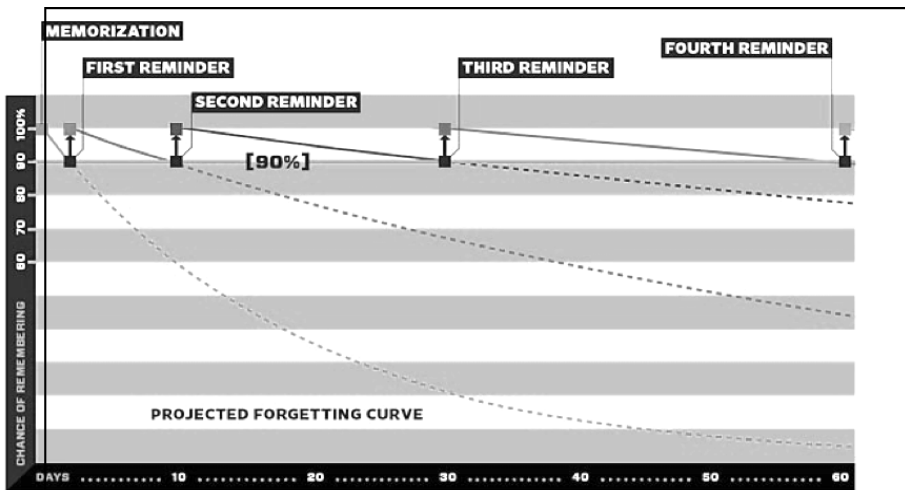 MEMORIZATION
FIRST REMINDER
SECOND REMINDER
THIRD REMINDER
FOURTH REMINDER
CHANCE OF REMEMBERING
100%
90
80
70
60
[90%]
PROJECTED FORGETTING CURVE
DAYS 10 20 30 40 50 60